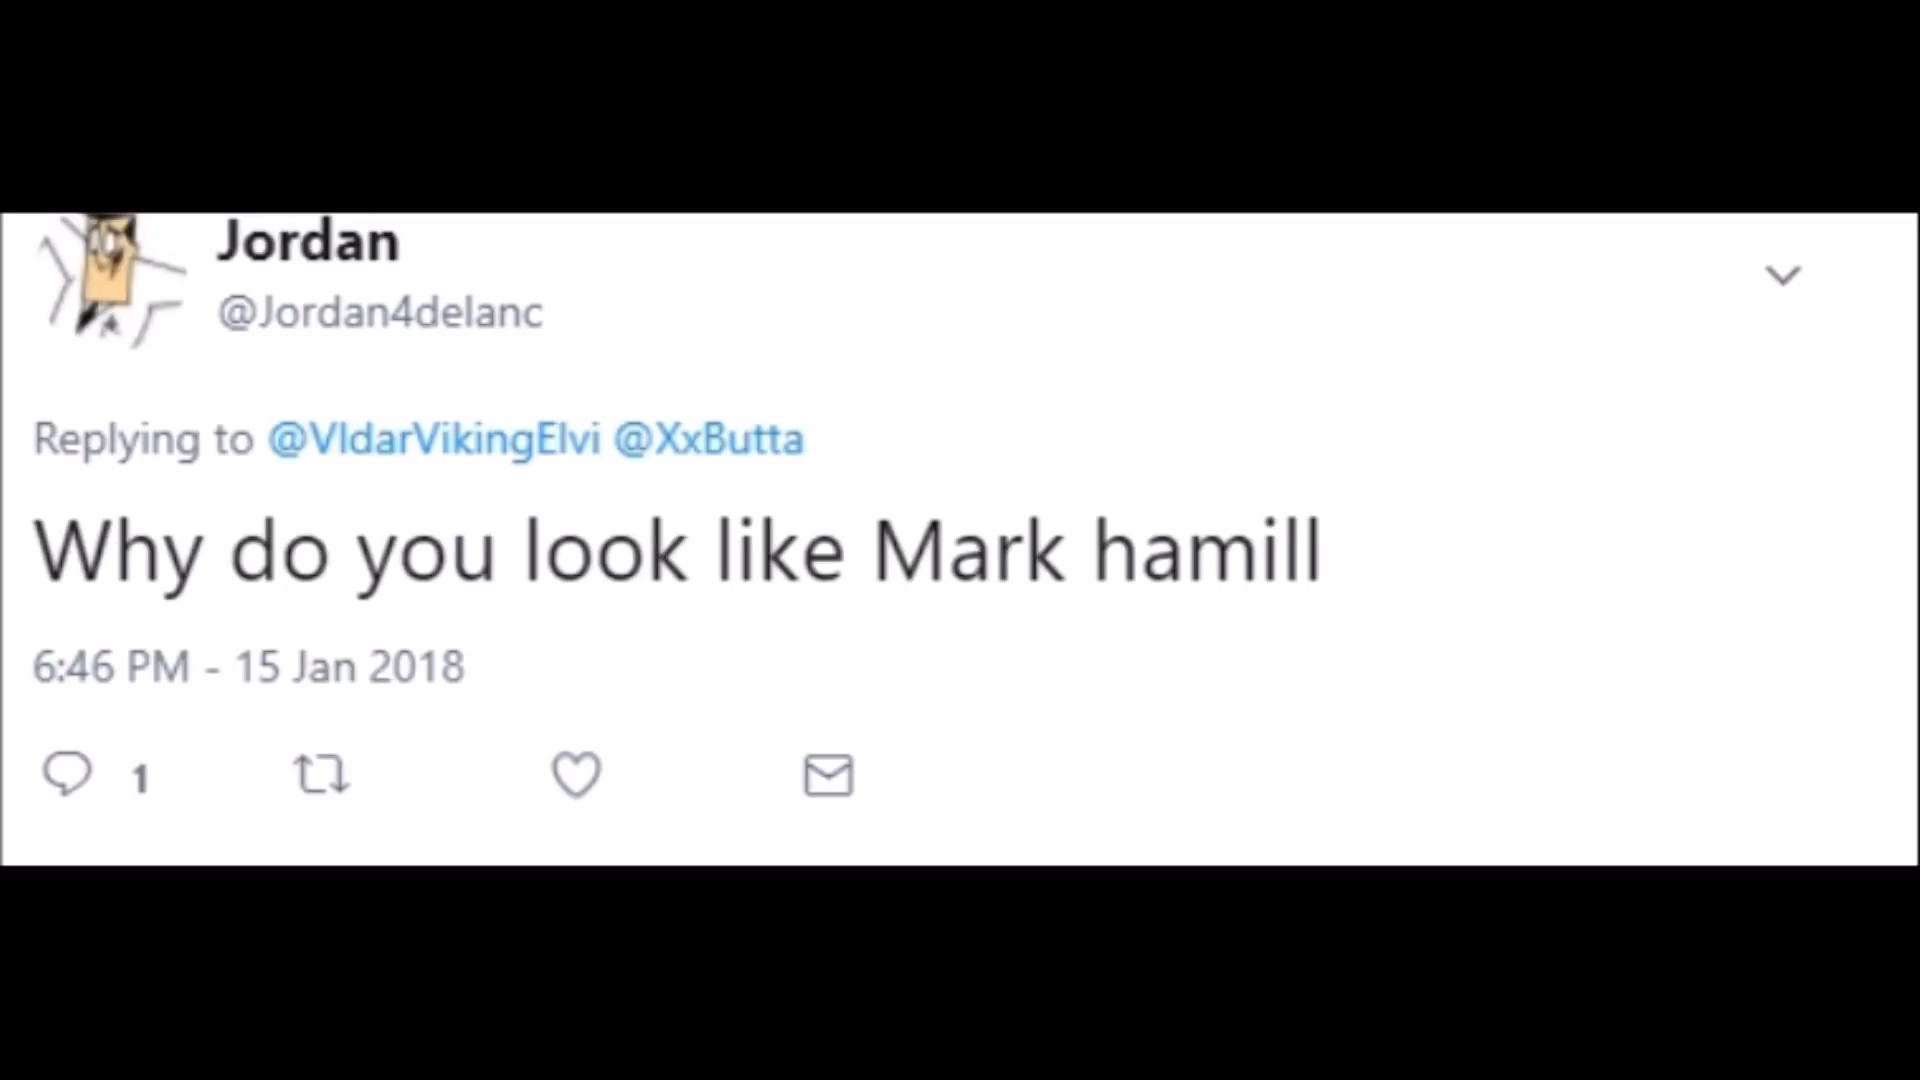 Jordan
@Jordan4delanc
Replying to @VldarVikingElvi @XxButta
Why do you look like Mark hamill
6:46 PM - 15 Jan 2018
1